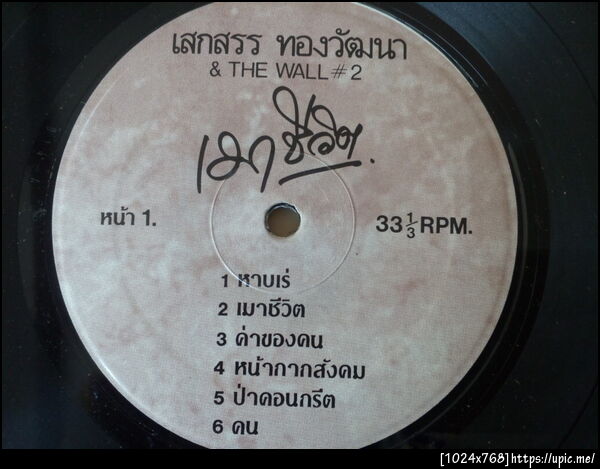 เสกสรร ทองวัฒนา
& THE WALL #2
เมาชีวิต.
หน้า 1.
33 1/3 RPM.
1 หาบเร่
2 เมาชีวิต
3 ค่าของคน
4 หน้ากากสังคม
5 ป่าคอนกรีต
6 คน
[1024x768]https://upic.me/